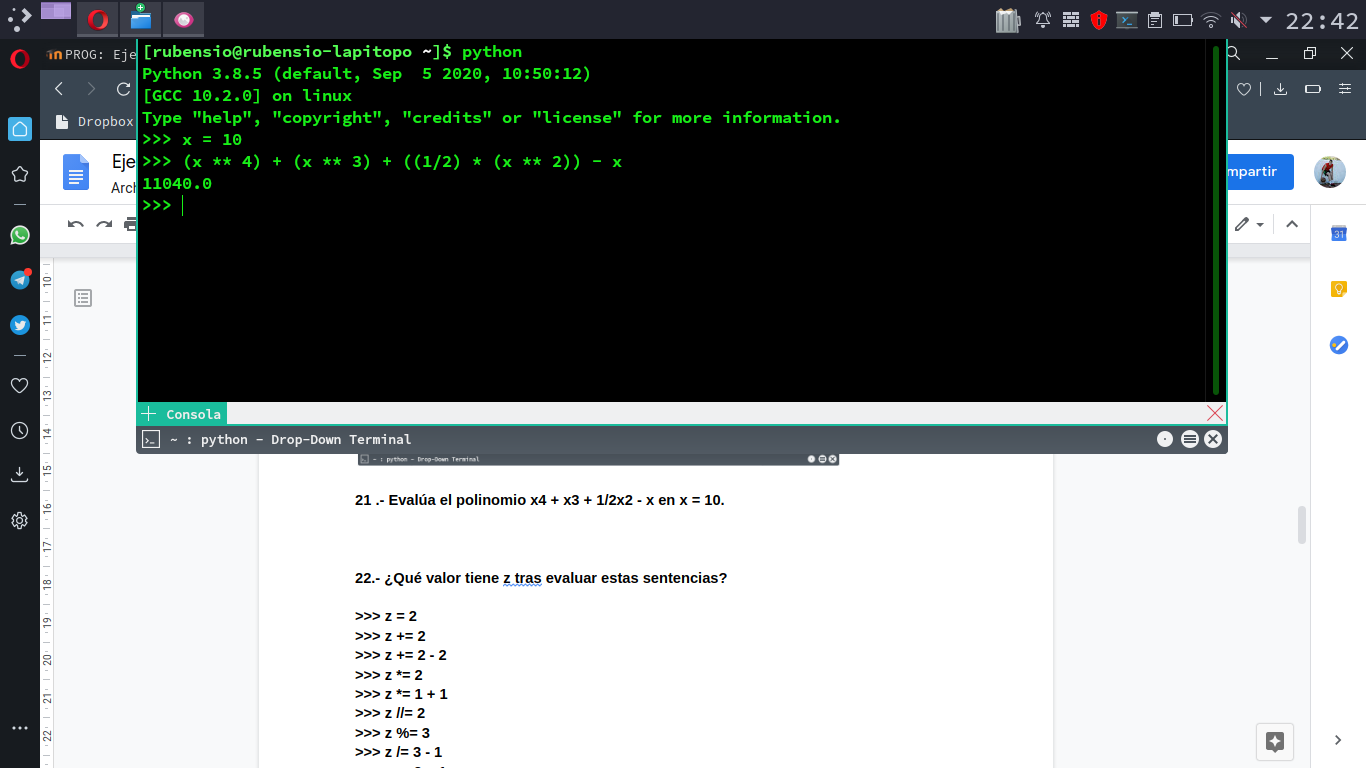 22:42
PROG: Eje
[rubensio@rubensio-lapitopo ~]$ python
Python 3.8.5 (default, Sep  5 2020, 10:50:12)
[GCC 10.2.0] on linux
Type "help", "copyright", "credits" or "license" for more information.
>>> x = 10
>>> (x ** 4) + (x ** 3) + ((1/2) * (x ** 2)) - x
11040.0
>>>
Dropbox
Eje
Arch
mpartir
31
Consola
~ : python - Drop-Down Terminal
~ : python - Drop-Down Terminal
21 .- Evalúa el polinomio x4 + x3 + 1/2x2 - x en x = 10.
22.- ¿Qué valor tiene z tras evaluar estas sentencias?
>>> z = 2
>>> z += 2
>>> z += 2 - 2
>>> z *= 2
>>> z *= 1 + 1
>>> z //= 2
>>> z %= 3
>>> z /= 3 - 1
10
11
12
13
14
15
16
17
18
19
20
21
22